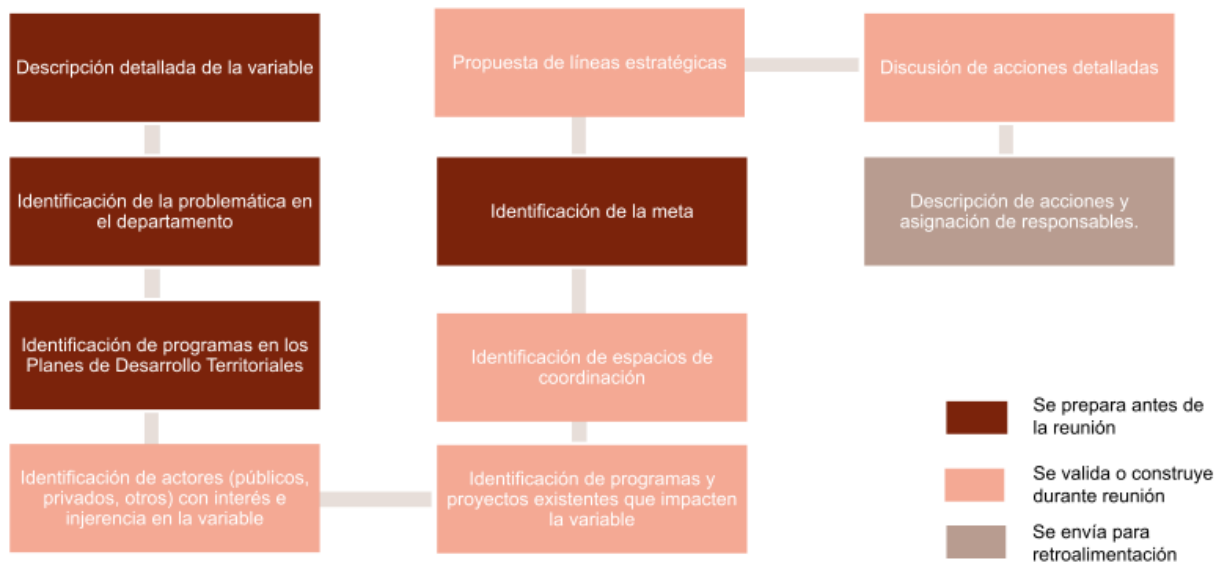 Descripción detallada de la variable
Identificación de la problemática en
el departamento
Identificación de programas en los
Planes de Desarrollo Territoriales
Identificación de actores (públicos,
privados, otros) con interés e
injerencia en la variable
Identificación de programas y
proyectos existentes que impacten
la variable
Identificación de espacios de
coordinación
Identificación de la meta
Propuesta de líneas estratégicas
Discusión de acciones detalladas
Descripción de acciones y
asignación de responsables.
Se prepara antes de
la reunión
Se valida o construye
durante reunión
Se envía para
retroalimentación